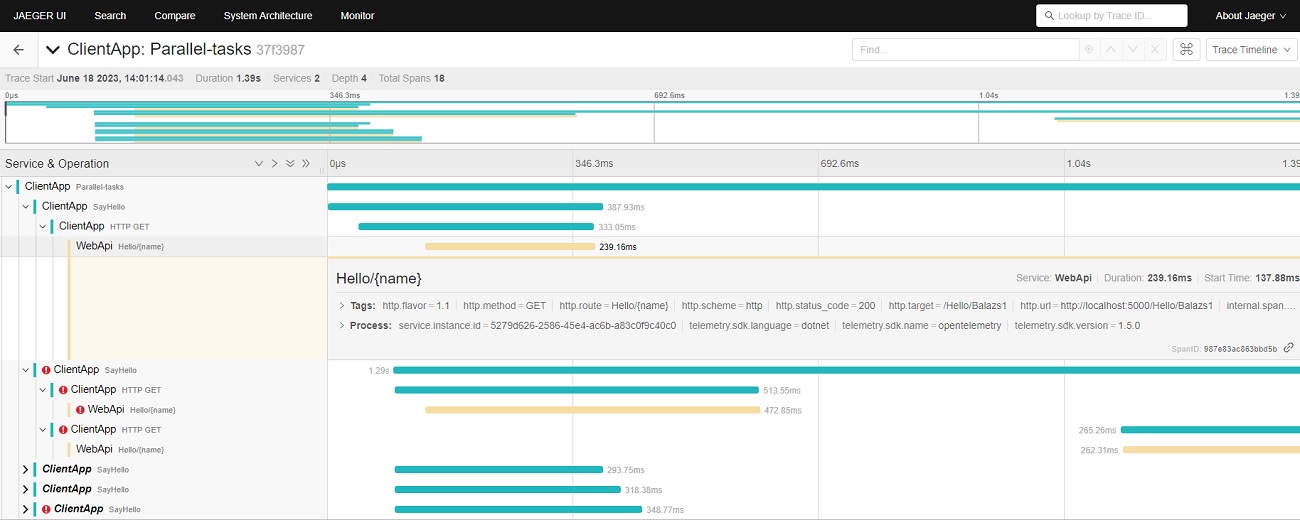 JAEGER UI Search Compare System Architecture Monitor Lookup by Trace ID... About Jaeger
ClientApp: Parallel-tasks 37f3987 Find... Trace Timeline
Trace Start June 18 2023, 14:01:14.043 Duration 1.39s Services 2 Depth 4 Total Spans 18
0μs 346.3ms 692.6ms 1.04s 1.39
Service & Operation 0μs 346.3ms 692.6ms 1.04s 1.39
ClientApp Parallel-tasks
ClientApp SayHello 387.93ms
ClientApp HTTP GET 333.05ms
WebApi Hello/{name} 239.16ms
Hello/{name} Service: WebApi Duration: 239.16ms Start Time: 137.88ms
Tags: http.flavor = 1.1 http.method = GET http.route = Hello/{name} http.scheme = http http.status_code = 200 http.target = /Hello/Balazs1 http.url = http://localhost:5000/Hello/Balazs1 internal.span....
Process: service.instance.id = 5279d626-2586-45e4-ac6b-a83c0f9c40c0 telemetry.sdk.language = dotnet telemetry.sdk.name = opentelemetry telemetry.sdk.version = 1.5.0
SpanID: 987e83ac863bbd5b
ClientApp SayHello 1.29s
ClientApp HTTP GET 513.55ms
WebApi Hello/{name} 472.85ms
ClientApp HTTP GET 265.26ms
WebApi Hello/{name} 262.31ms
ClientApp SayHello 293.75ms
ClientApp SayHello 318.38ms
ClientApp SayHello 348.77ms